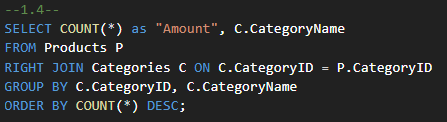 --1.4--
SELECT COUNT(*) as "Amount", C.CategoryName
FROM Products P
RIGHT JOIN Categories C ON C.CategoryID = P.CategoryID
GROUP BY C.CategoryID, C.CategoryName
ORDER BY COUNT(*) DESC;